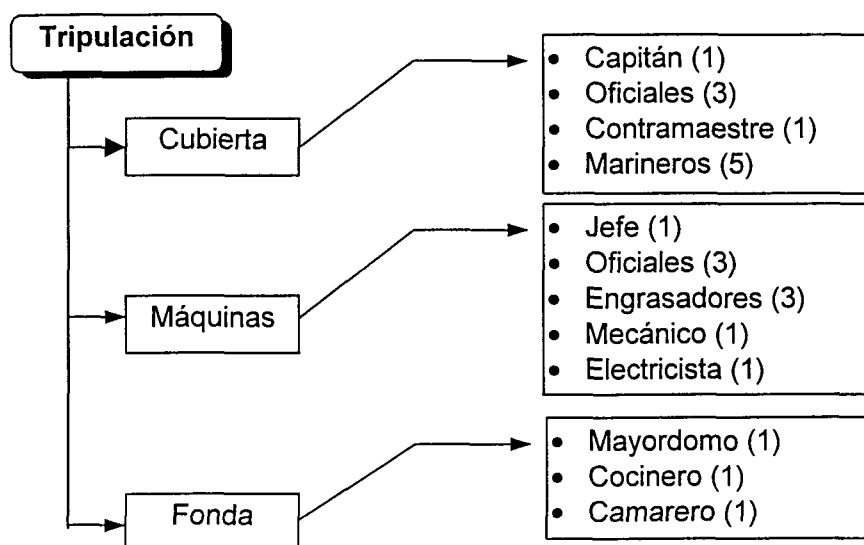 Tripulación
Cubierta
• Capitán (1)
• Oficiales (3)
• Contramaestre (1)
• Marineros (5)
Máquinas
• Jefe (1)
• Oficiales (3)
• Engrasadores (3)
• Mecánico (1)
• Electricista (1)
Fonda
• Mayordomo (1)
• Cocinero (1)
• Camarero (1)